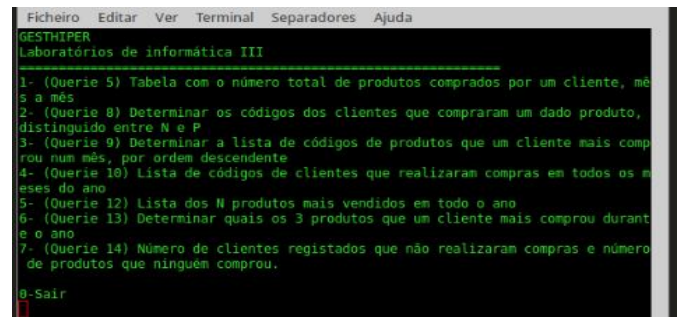 Ficheiro Editar Ver Terminal Separadores Ajuda
GESTHIPER
Laboratórios de informática III
================================================================
1- (Querie 5) Tabela com o número total de produtos comprados por um cliente, mê
s a mês
2- (Querie 8) Determinar os códigos dos clientes que compraram um dado produto,
distinguido entre N e P
3- (Querie 9) Determinar a lista de códigos de produtos que um cliente mais comp
rou num mês, por ordem descendente
4- (Querie 10) Lista de códigos de clientes que realizaram compras em todos os m
eses do ano
5- (Querie 12) Lista dos N produtos mais vendidos em todo o ano
6- (Querie 13) Determinar quais os 3 produtos que um cliente mais comprou durant
e o ano
7- (Querie 14) Número de clientes registados que não realizaram compras e número
de produtos que ninguém comprou.
0-Sair